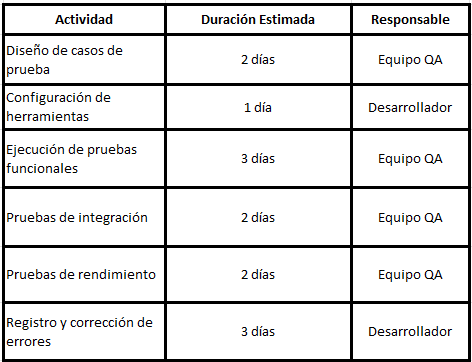 Actividad Duración Estimada Responsable
Diseño de casos de
prueba 2 días Equipo QA
Configuración de
herramientas 1 día Desarrollador
Ejecución de pruebas
funcionales 3 días Equipo QA
Pruebas de integración 2 días Equipo QA
Pruebas de rendimiento 2 días Equipo QA
Registro y corrección de
errores 3 días Desarrollador